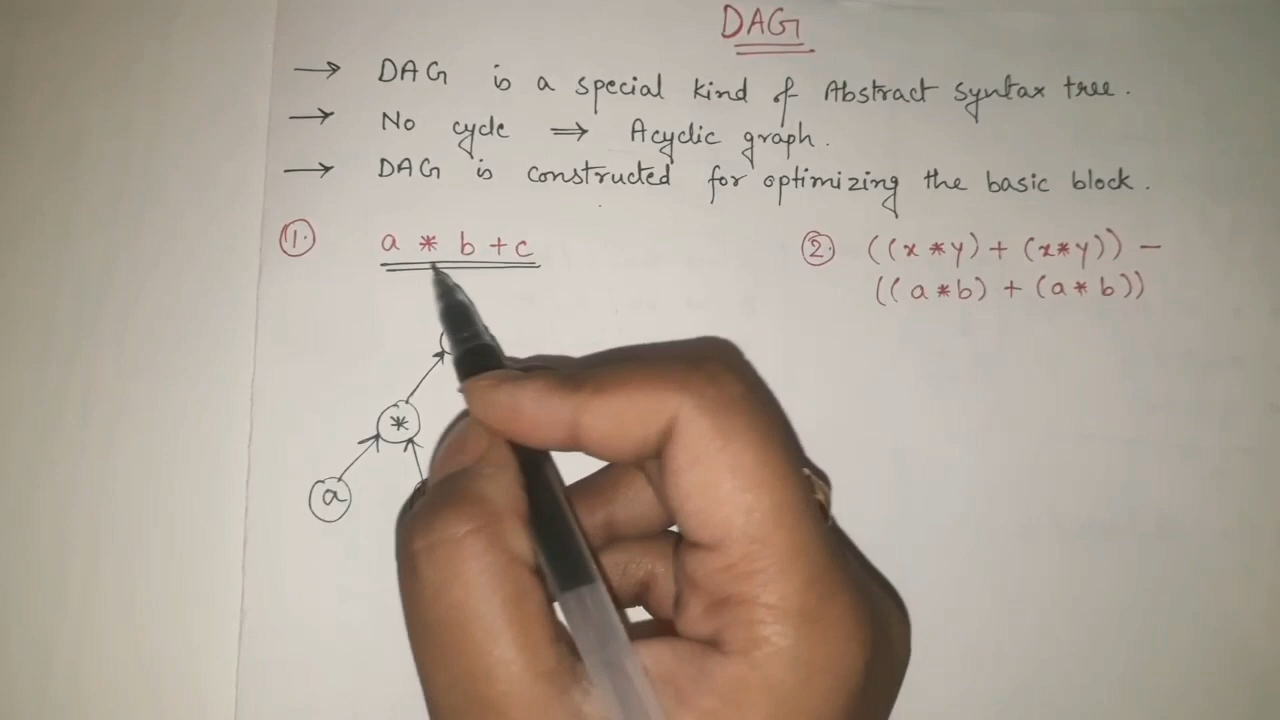 DAG
→ DAG is a special kind of Abstract syntax tree.
→ No cycle ⇒ Acyclic graph.
→ DAG is constructed for optimizing the basic block.
1. a * b + c
2. ((x * y) + (x * y)) -
((a * b) + (a * b))
*
a